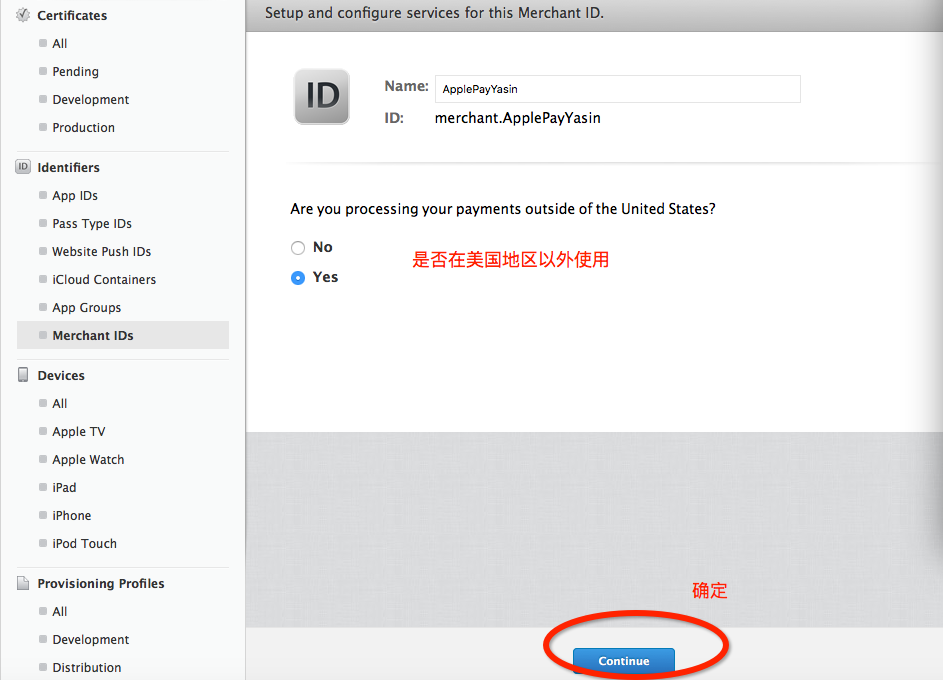 Certificates
All
Pending
Development
Production
ID
Identifiers
App IDs
Pass Type IDs
Website Push IDs
iCloud Containers
App Groups
Merchant IDs
Devices
All
Apple TV
Apple Watch
iPad
iPhone
iPod Touch
Provisioning Profiles
All
Development
Distribution
Setup and configure services for this Merchant ID.
ID
Name: ApplePayYasin
ID: merchant.ApplePayYasin
Are you processing your payments outside of the United States?
No
是否在美国地区以外使用
Yes
确定
Continue